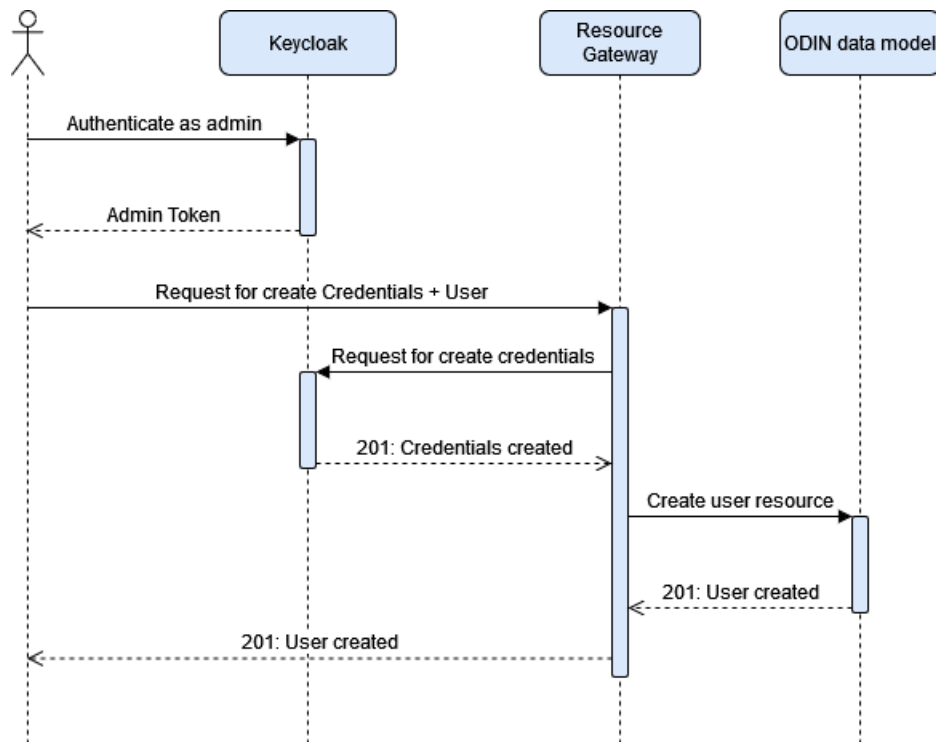 Keycloak
Resource
Gateway
ODIN data model
Authenticate as admin
Admin Token
Request for create Credentials + User
Request for create credentials
201: Credentials created
Create user resource
201: User created
201: User created